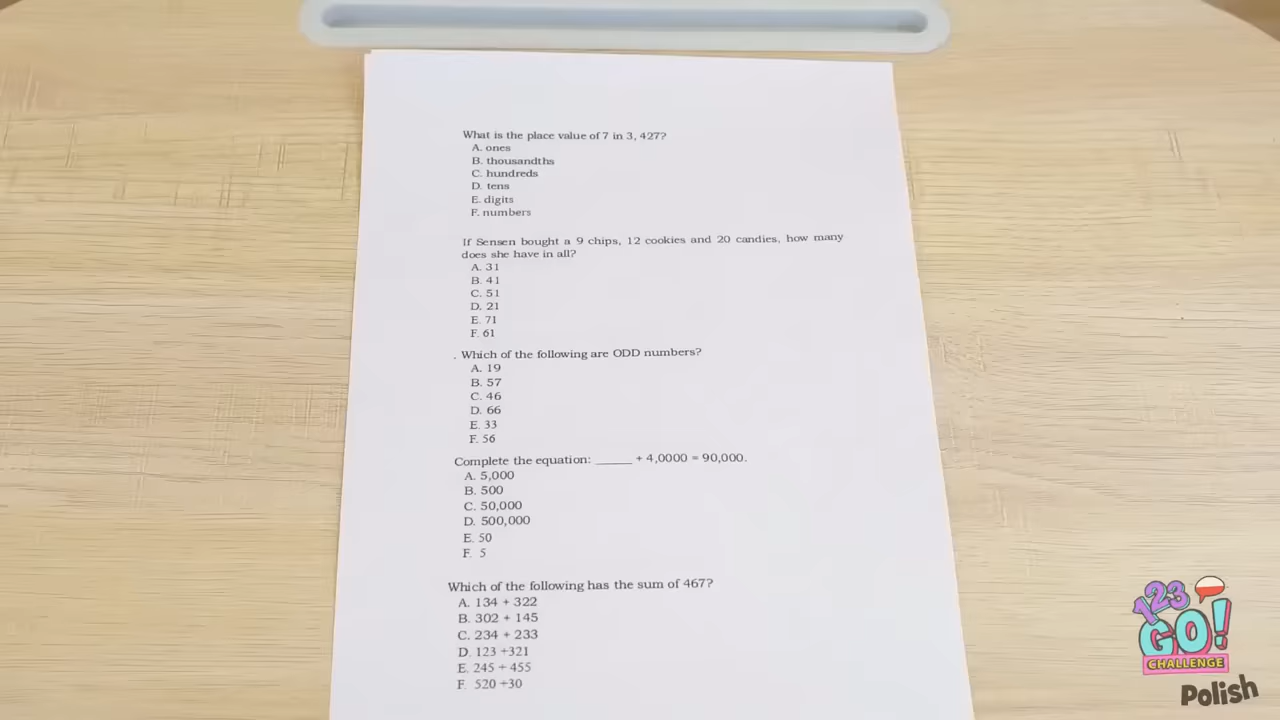 What is the place value of 7 in 3, 427?
A. ones
B. thousandths
C. hundreds
D. tens
E. digits
F. numbers
If Sensen bought a 9 chips, 12 cookies and 20 candies, how many
does she have in all?
A. 31
B. 41
C. 51
D. 21
E. 71
F. 61
. Which of the following are ODD numbers?
A. 19
B. 57
C. 46
D. 66
E. 33
F. 56
Complete the equation: _____ + 4,0000 = 90,000.
A. 5,000
B. 500
C. 50,000
D. 500,000
E. 50
F. 5
Which of the following has the sum of 467?
A. 134 + 322
B. 302 + 145
C. 234 + 233
D. 123 +321
E. 245 + 455
F. 520 +30
123
GO!
CHALLENGE
Polish